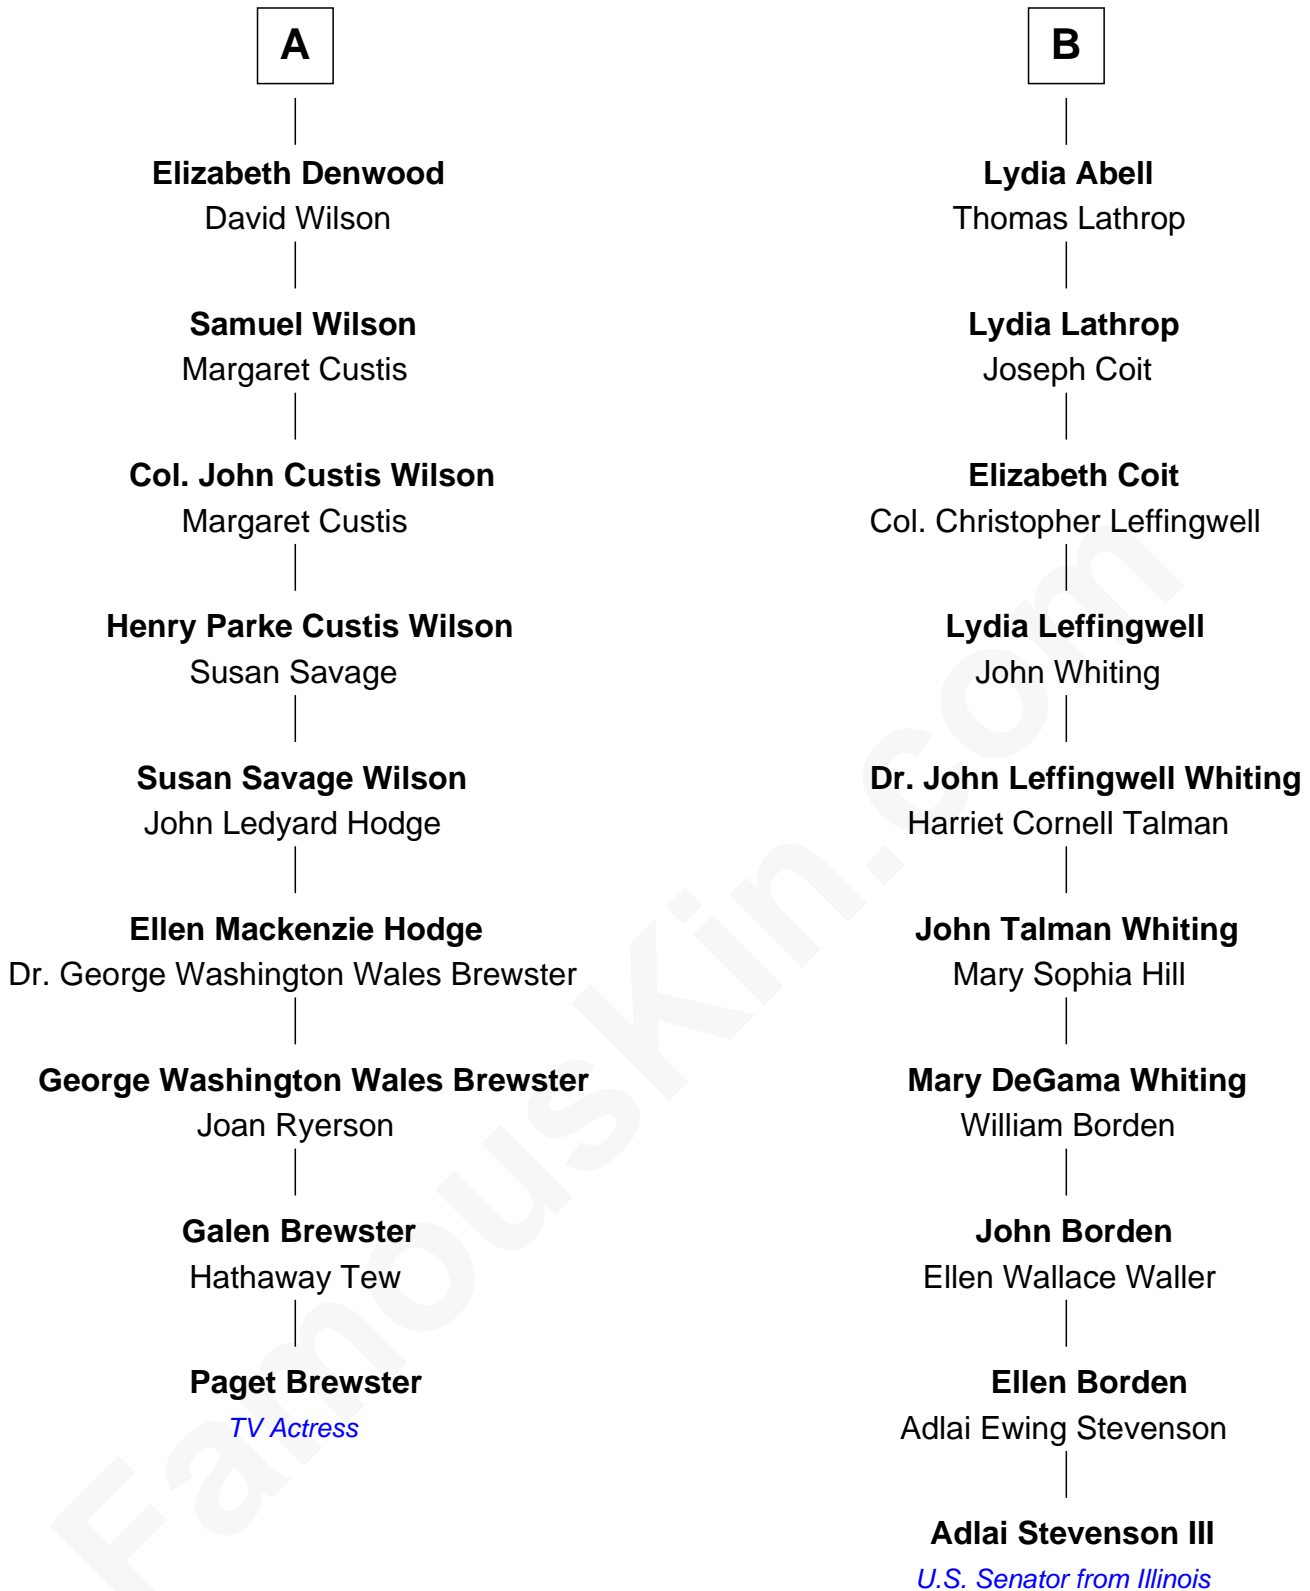 A
Elizabeth Denwood
David Wilson
Samuel Wilson
Margaret Custis
Col. John Custis Wilson
Margaret Custis
Henry Parke Custis Wilson
Susan Savage
Susan Savage Wilson
John Ledyard Hodge
Ellen Mackenzie Hodge
Dr. George Washington Wales Brewster
George Washington Wales Brewster
Joan Ryerson
Galen Brewster
Hathaway Tew
Paget Brewster
TV Actress
B
Lydia Abell
Thomas Lathrop
Lydia Lathrop
Joseph Coit
Elizabeth Coit
Col. Christopher Leffingwell
Lydia Leffingwell
John Whiting
Dr. John Leffingwell Whiting
Harriet Cornell Talman
John Talman Whiting
Mary Sophia Hill
Mary DeGama Whiting
William Borden
John Borden
Ellen Wallace Waller
Ellen Borden
Adlai Ewing Stevenson
Adlai Stevenson III
U.S. Senator from Illinois
FamousKin.com